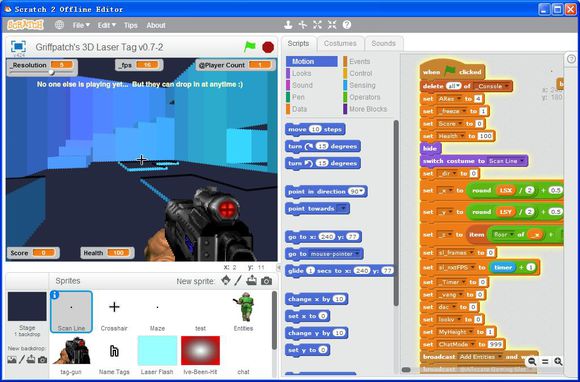 Scratch 2 Offline Editor
SCRATCH File▼ Edit▼ Tips About
v424
Griffpatch's 3D Laser Tag v0.7-2
_Resolution 5 _fps 16 @Player Count 1
No one else is playing yet... But they can drop in at anytime :)
Score 0 Health 100
x: 2 y: 11
Sprites New sprite:
Stage
1 backdrop
New backdrop:
Scan Line
Crosshair
Maze
test
Entities
tag-gun
Name Tags
Laser Flash
Ive-Been-Hit
chat
Scripts Costumes Sounds
Motion Events
Looks Control
Sound Sensing
Pen Operators
Data More Blocks
move 10 steps
turn ↻ 15 degrees
turn ↺ 15 degrees
point in direction 90▼
point towards ▼
go to x: 240 y: 77
go to mouse-pointer ▼
glide 1 secs to x: 240 y: 77
change x by 10
set x to 0
change y by 10
set y to 0
when clicked
delete all▼ of _Console▼
set ARes▼ to 4
set _freeze▼ to 1
set Score▼ to 0
set Health▼ to 100
hide
switch costume to Scan Line▼
set _dir▼ to 0
set _x▼ to round LSX / 2 + 0.5
set _y▼ to round LSY / 2 + 0.5
set _z▼ to item floor▼ of _x +
set sl_frames▼ to 0
set sl_nxtFPS▼ to timer + 1
set _Timer▼ to 0
set _vang▼ to 0
set dac▼ to 0
set lookv▼ to 0
set MyHeight▼ to 1
set ChatMode▼ to 999
broadcast Add Entities▼ and w